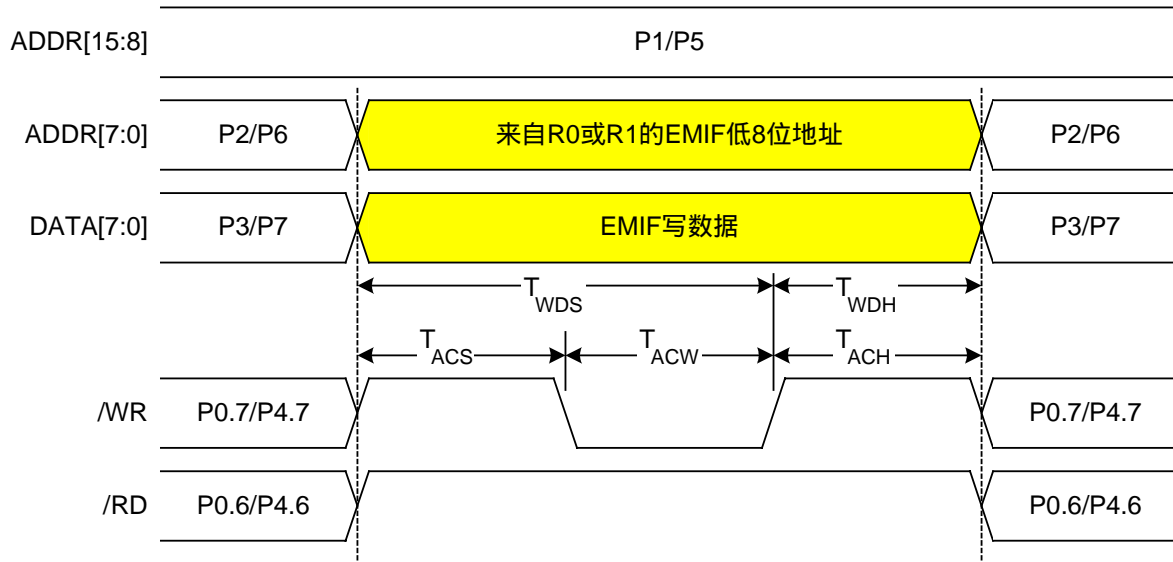 ADDR[15:8] P1/P5
ADDR[7:0] P2/P6 来自R0或R1的EMIF低8位地址 P2/P6
DATA[7:0] P3/P7 EMIF写数据 P3/P7
TWDS TWDH
TACS TACW TACH
/WR P0.7/P4.7 P0.7/P4.7
/RD P0.6/P4.6 P0.6/P4.6